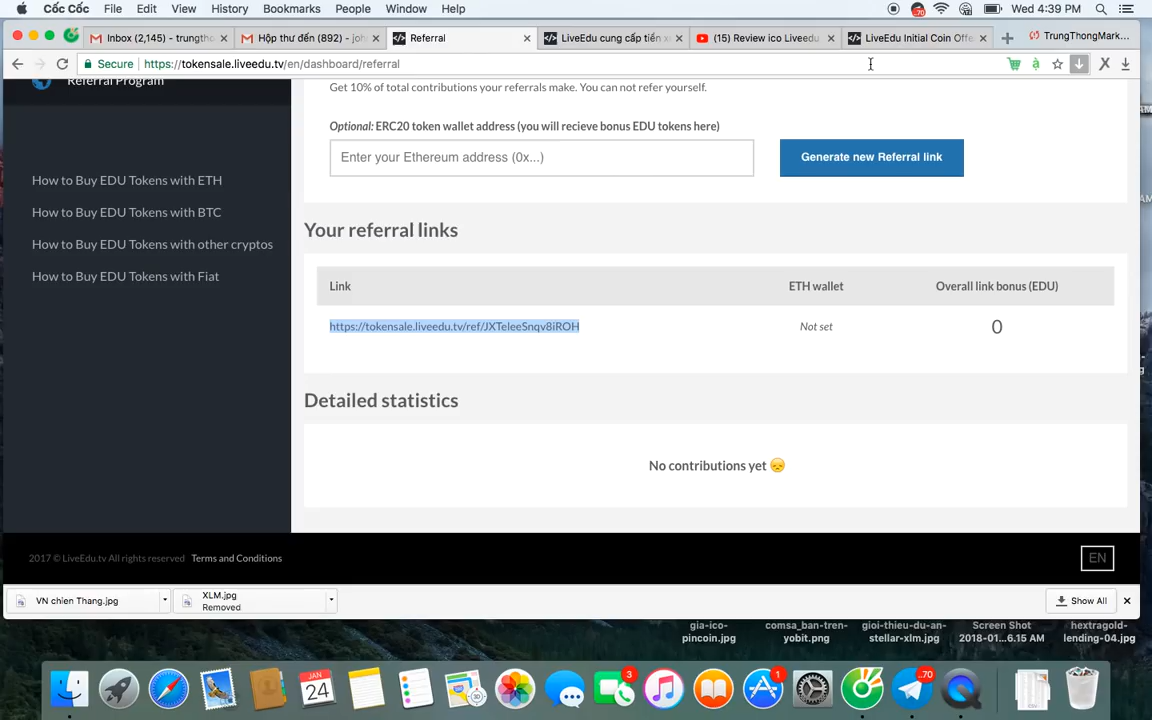 Cốc Cốc File Edit View History Bookmarks People Window Help
70 Wed 4:39 PM
Inbox (2,145) - trungtho
Hộp thư đến (892) - joh
Referral
LiveEdu cung cấp tiền x
(15) Review ico Liveedu
LiveEdu Initial Coin Offe
TrungThongMark...
Secure https://tokensale.liveedu.tv/en/dashboard/referral
Referral Program
Get 10% of total contributions your referrals make. You can not refer yourself.
Optional: ERC20 token wallet address (you will recieve bonus EDU tokens here)
Enter your Ethereum address (0x...)
Generate new Referral link
How to Buy EDU Tokens with ETH
How to Buy EDU Tokens with BTC
How to Buy EDU Tokens with other cryptos
How to Buy EDU Tokens with Fiat
Your referral links
Link ETH wallet Overall link bonus (EDU)
https://tokensale.liveedu.tv/ref/JXTeleeSnqv8iROH Not set 0
Detailed statistics
No contributions yet
2017 © LiveEdu.tv All rights reserved Terms and Conditions
EN
VN chien Thang.jpg
XLM.jpg
Removed
Show All
gia-ico-
pincoin.jpg
comsa_ban-tren-
yobit.png
gioi-thieu-du-an-
stellar-xlm.jpg
Screen Shot
2018-01...6.15 AM
hextragold-
lending-04.jpg
JAN
24
3
1
70